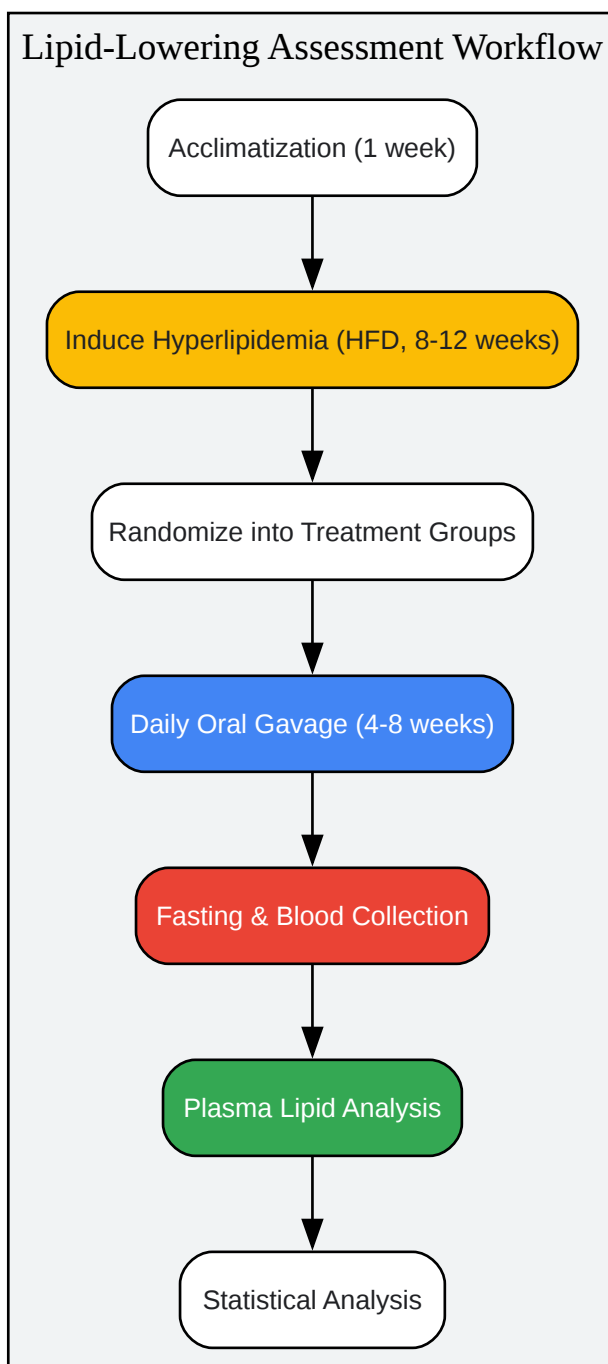 Lipid-Lowering Assessment Workflow
Acclimatization (1 week)
Induce Hyperlipidemia (HFD, 8-12 weeks)
Randomize into Treatment Groups
Daily Oral Gavage (4-8 weeks)
Fasting & Blood Collection
Plasma Lipid Analysis
Statistical Analysis